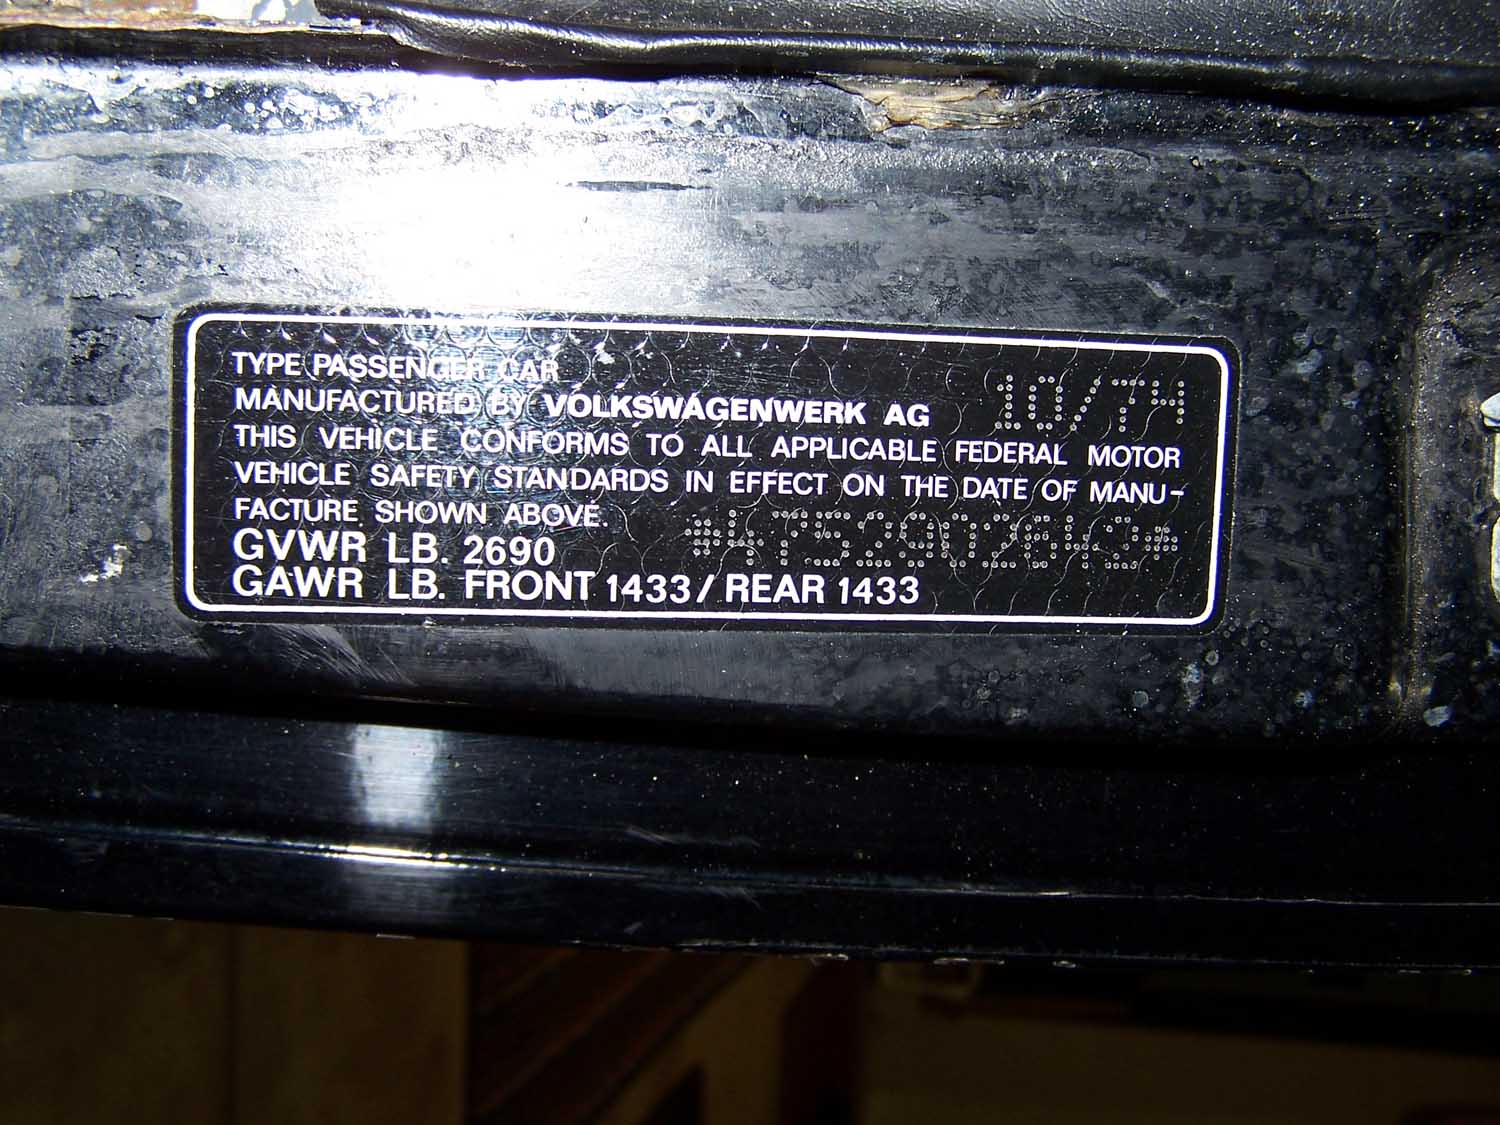 TYPE PASSENGER CAR
MANUFACTURED BY VOLKSWAGENWERK AG 10/74
THIS VEHICLE CONFORMS TO ALL APPLICABLE FEDERAL MOTOR
VEHICLE SAFETY STANDARDS IN EFFECT ON THE DATE OF MANU-
FACTURE SHOWN ABOVE.
GVWR LB. 2690 *4752902649*
GAWR LB. FRONT 1433 / REAR 1433